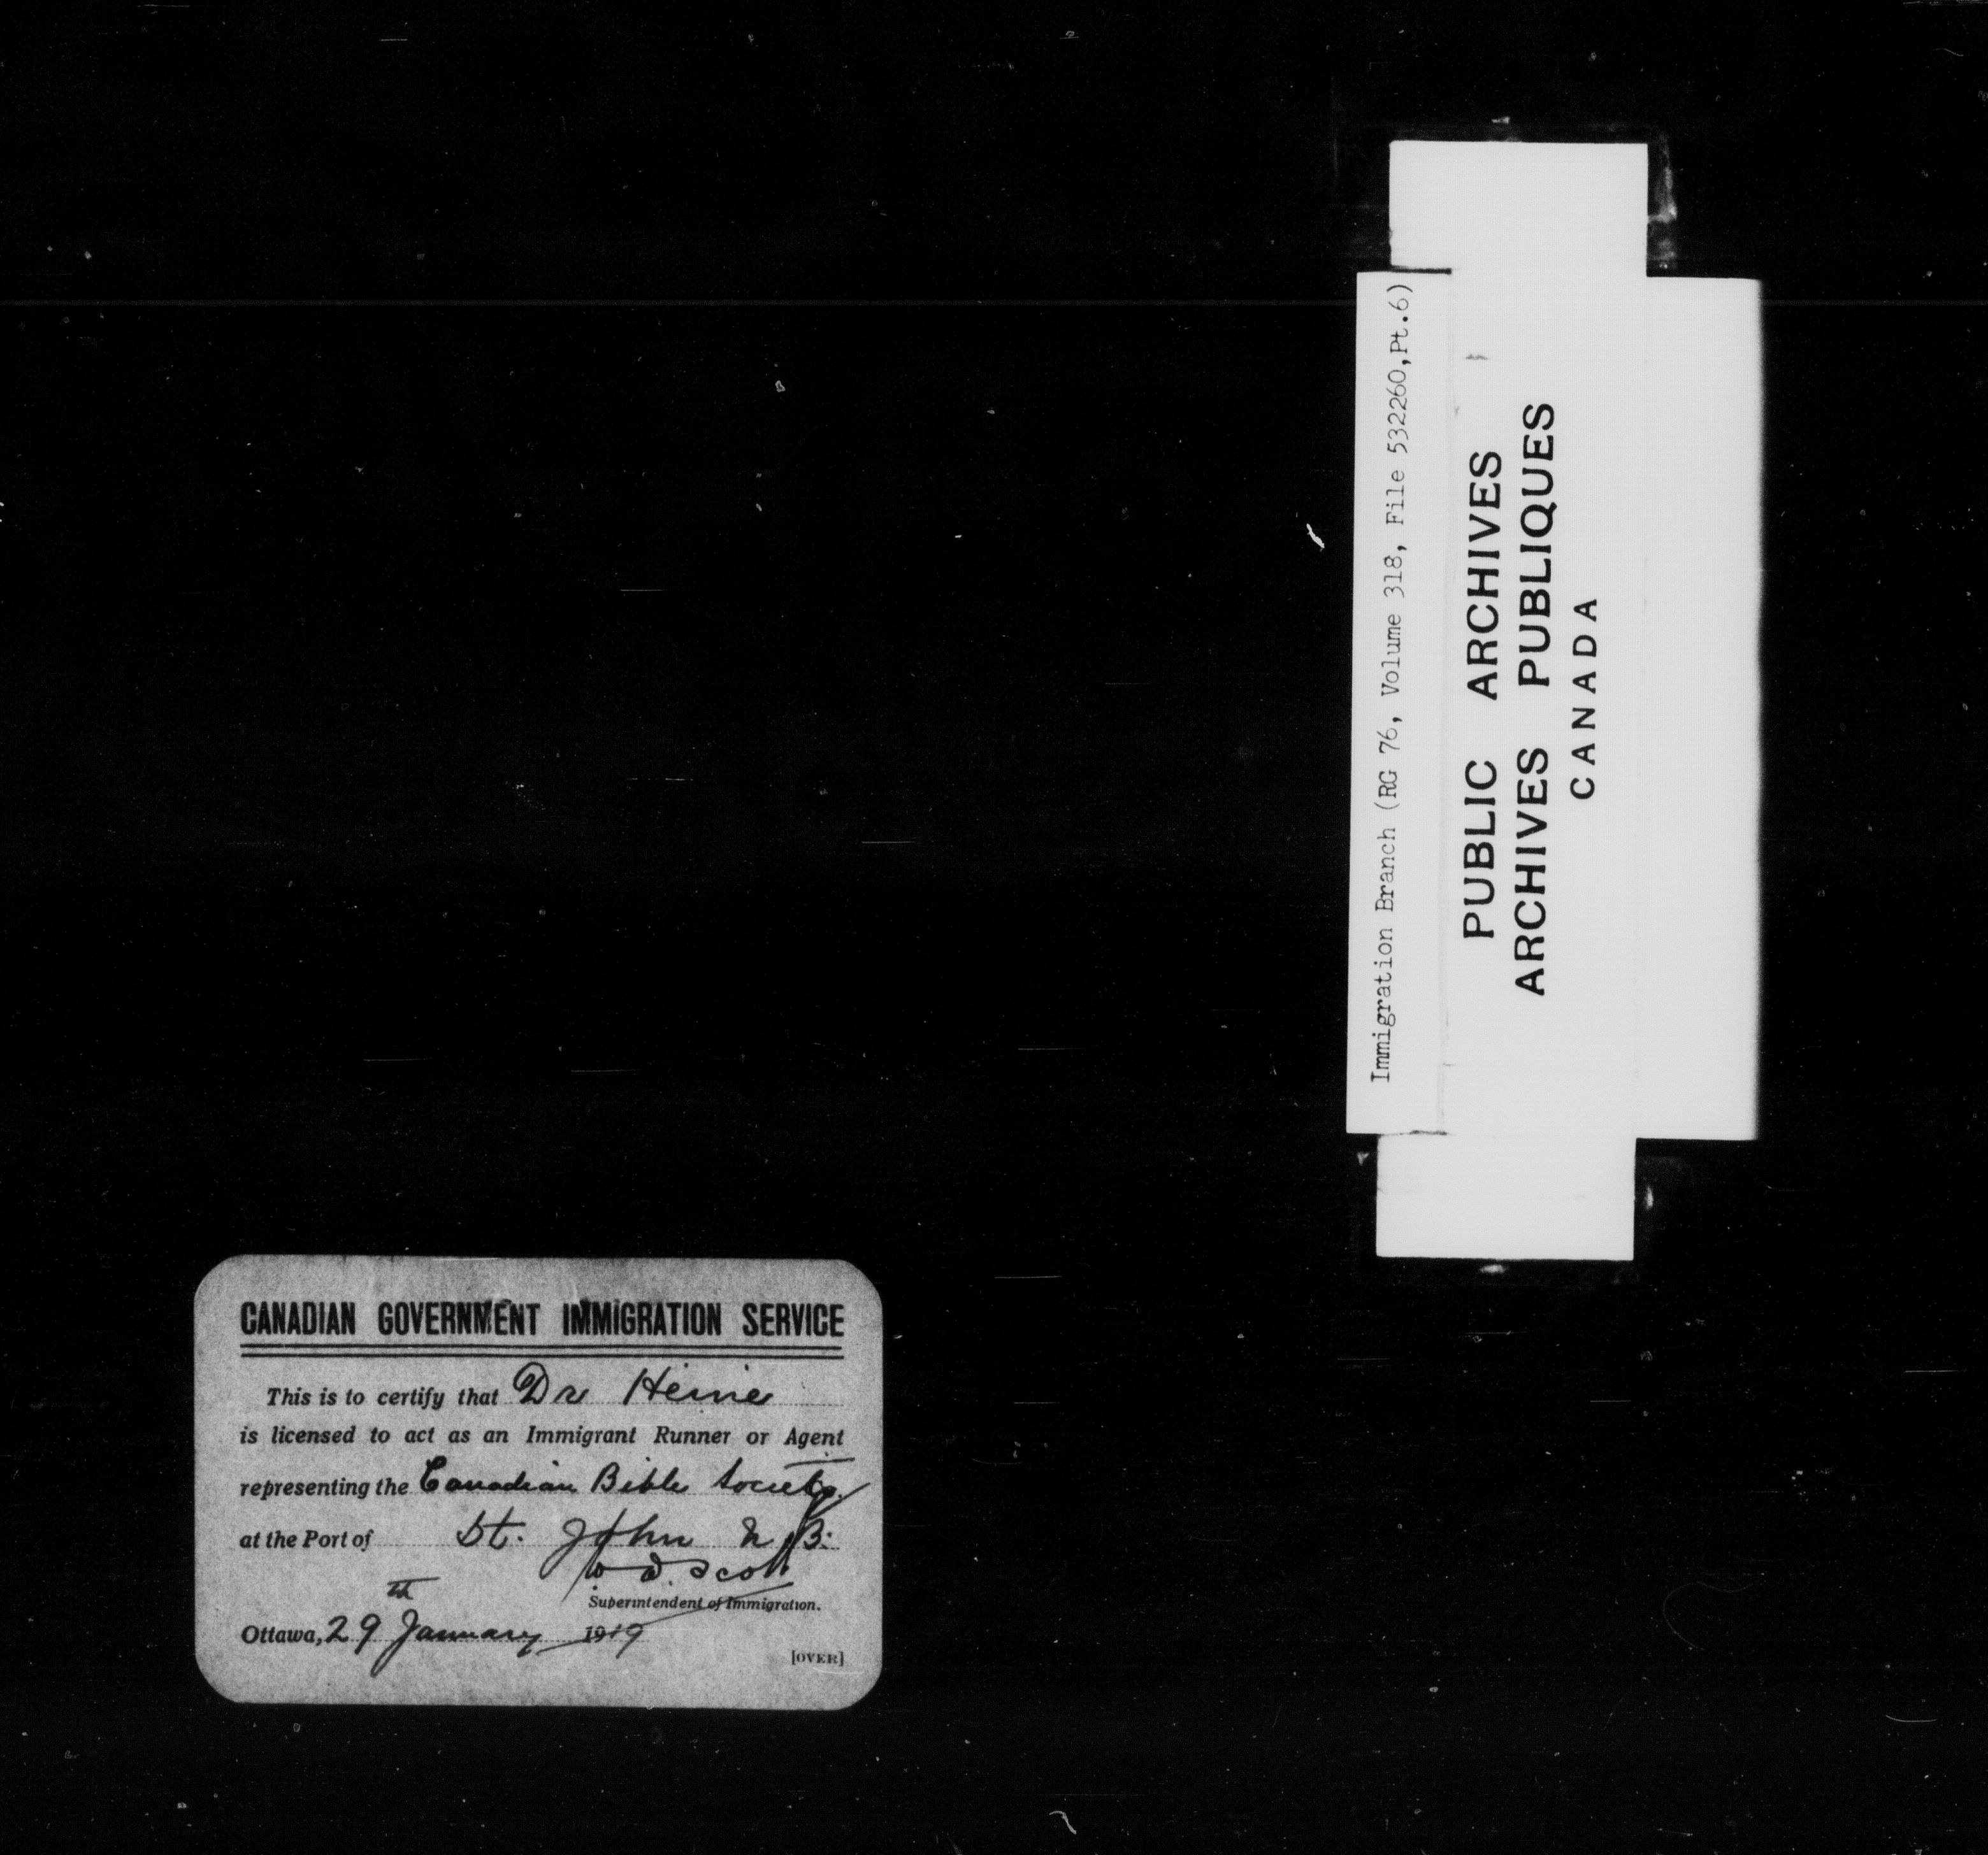 CANADIAN GOVERNMENT IMMIGRATION SERVICE
This is to certify that Dr Heine
is licensed to act as an Immigrant Runner or Agent
representing the Canadian Bible Society.
at the Port of St. John N B.
W D Scott
Superintendent of Immigration.
Ottawa, 29th January 1919
[OVER]
Immigration Branch (RG 76, Volume 318, File 532260,Pt.6)
PUBLIC ARCHIVES
ARCHIVES PUBLIQUES
CANADA